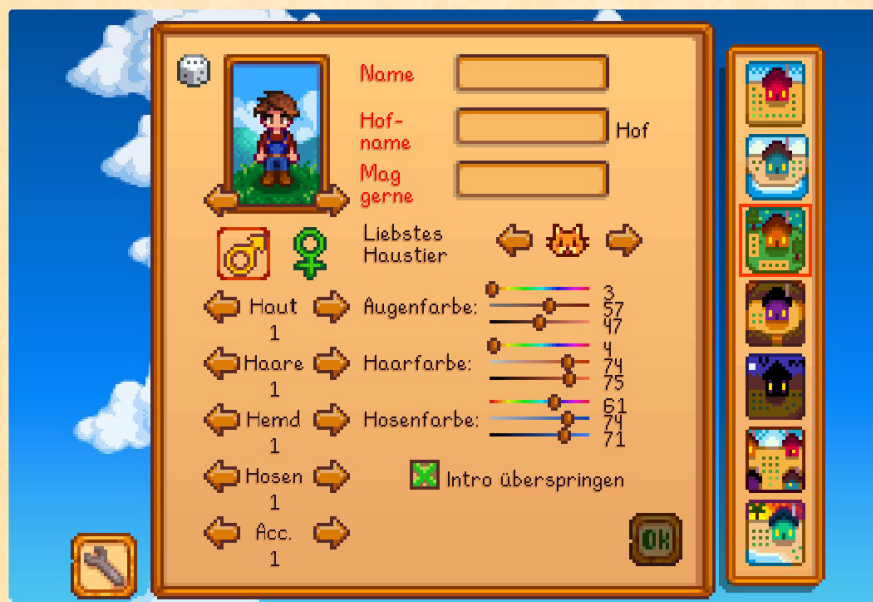 Name
Hof-
name
Hof
Mag
gerne
Liebstes
Haustier
Haut
1
Augenfarbe:
3
57
47
Haare
1
Haarfarbe:
4
74
75
Hemd
1
Hosenfarbe:
61
74
71
Hosen
1
Intro überspringen
Acc.
1
OK